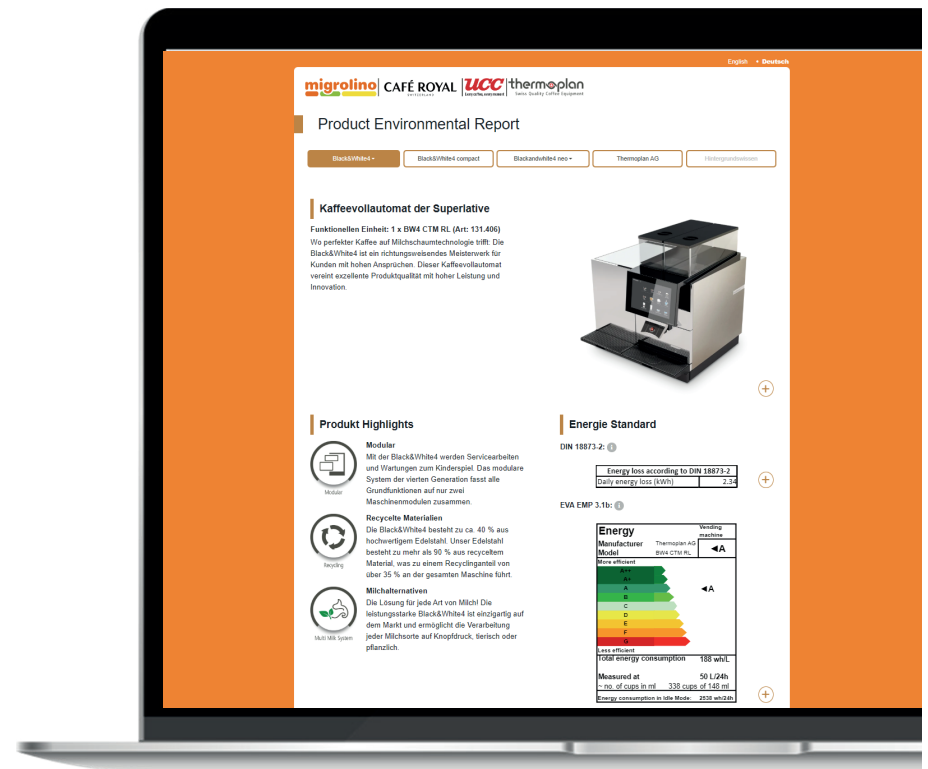 English • Deutsch
migrolino CAFÉ ROYAL SWITZERLAND ucc thermoplan
Swiss Quality Coffee Equipment
Product Environmental Report
Black&White4
Black&White4 compact
Blackandwhite4 neo
Thermoplan AG
Hintergrundwissen
Kaffeevollautomat der Superlative
Funktionellen Einheit: 1 x BW4 CTM RL (Art: 131.406)
Wo perfekter Kaffee auf Milchschaumtechnologie trifft: Die
Black&White4 ist ein richtungsweisendes Meisterwerk für
Kunden mit hohen Ansprüchen. Dieser Kaffeevollautomat
vereint exzellente Produktqualität mit hoher Leistung und
Innovation.
Produkt Highlights
Modular
Modular
Mit der Black&White4 werden Servicearbeiten
und Wartungen zum Kinderspiel. Das modulare
System der vierten Generation fasst alle
Grundfunktionen auf nur zwei
Maschinenmodulen zusammen.
Recycling
Recycelte Materialien
Die Black&White4 besteht zu ca. 40 % aus
hochwertigem Edelstahl. Unser Edelstahl
besteht zu mehr als 90 % aus recyceltem
Material, was zu einem Recyclinganteil von
über 35 % an der gesamten Maschine führt.
Multi Milk System
Milchalternativen
Die Lösung für jede Art von Milch! Die
leistungsstarke Black&White4 ist einzigartig auf
dem Markt und ermöglicht die Verarbeitung
jeder Milchsorte auf Knopfdruck, tierisch oder
pflanzlich.
Energie Standard
DIN 18873-2: i
Energy loss according to DIN 18873-2
Daily energy loss (kWh) 2.34
EVA EMP 3.1b: i
Energy Vending machine
Manufacturer Thermoplan AG
Model BW4 CTM RL
◄A
More efficient
A++
A+
A ◄A
B
C
D
E
F
G
Less efficient
Total energy consumption 188 wh/L
Measured at 50 L/24h
~ no. of cups in ml 338 cups of 148 ml
Energy consumption in Idle Mode: 2538 wh/24h